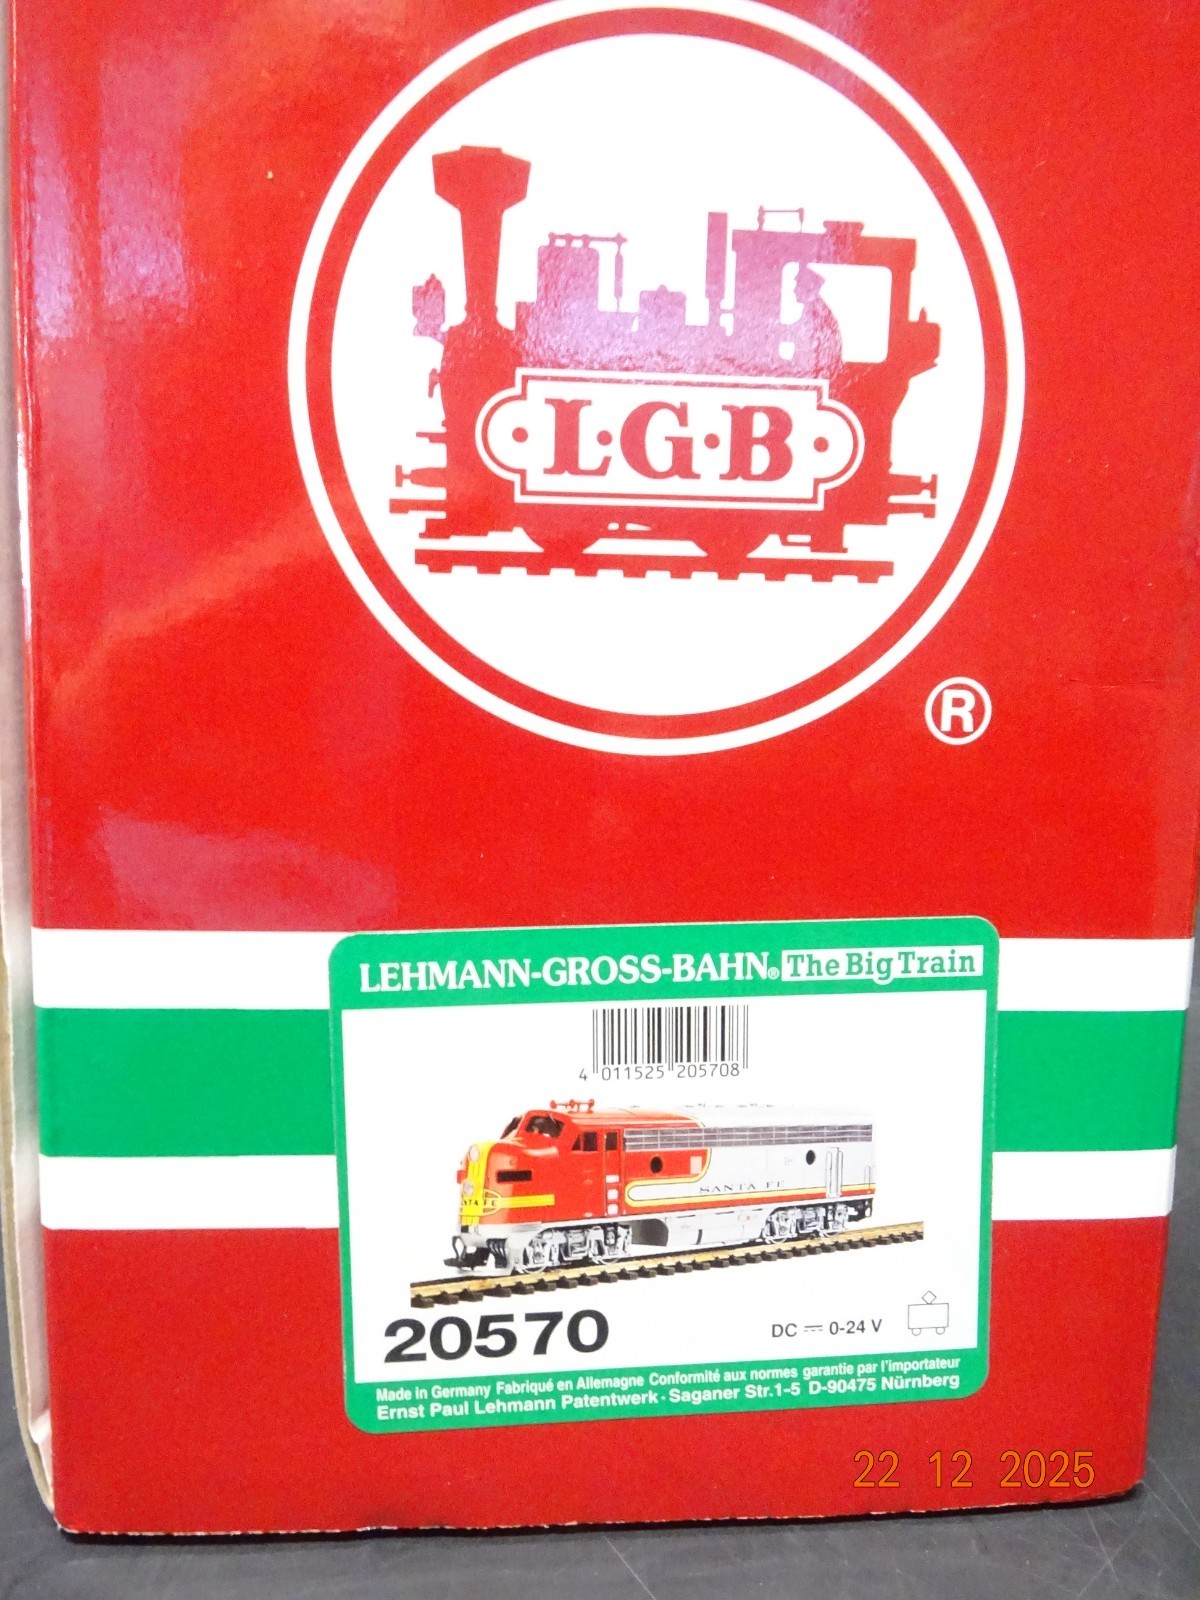 L·G·B
®
LEHMANN-GROSS-BAHN® The Big Train
4 011525 205708
SANTA FE
20570
DC ⎓ 0-24 V
Made in Germany Fabriqué en Allemagne Conformité aux normes garantie par l'importateur
Ernst Paul Lehmann Patentwerk · Saganer Str.1-5 D-90475 Nürnberg
22 12 2025